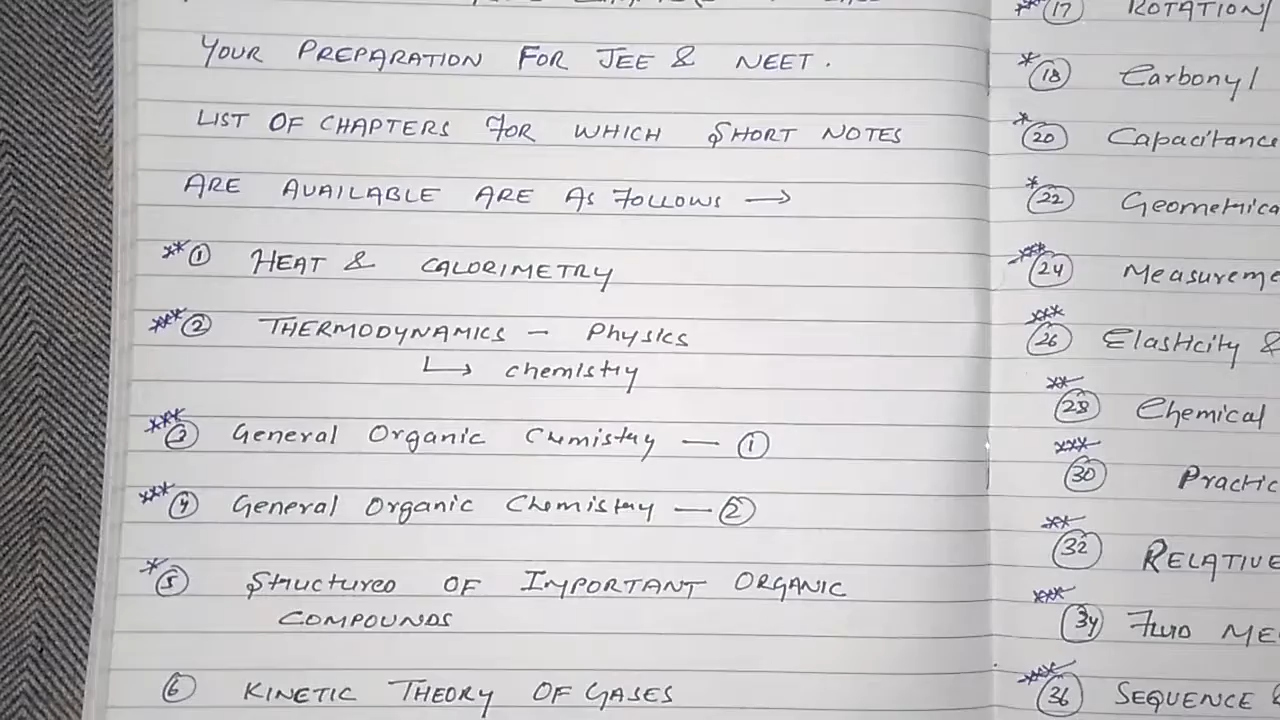 YOUR PREPARATION FOR JEE & NEET.
LIST OF CHAPTERS FOR WHICH SHORT NOTES
ARE AVAILABLE ARE AS FOLLOWS →
** ① HEAT & CALORIMETRY
*** ② THERMODYNAMICS – Physics
↳ chemistry
*** ③ General Organic Chemistry — ①
*** ④ General Organic Chemistry — ②
* ⑤ Structures OF IMPORTANT ORGANIC
COMPOUNDS
⑥ KINETIC THEORY OF GASES
** ⑰ ROTATION
* ⑱ Carbonyl
* ⑳ Capacitance
* ㉒ Geometrica
*** ㉔ Measureme
*** ㉖ Elasticity &
** ㉘ Chemical
*** ㉚ Practic
** ㉜ RELATIVE
*** ㉞ FLUID ME
*** ㊱ SEQUENCE &